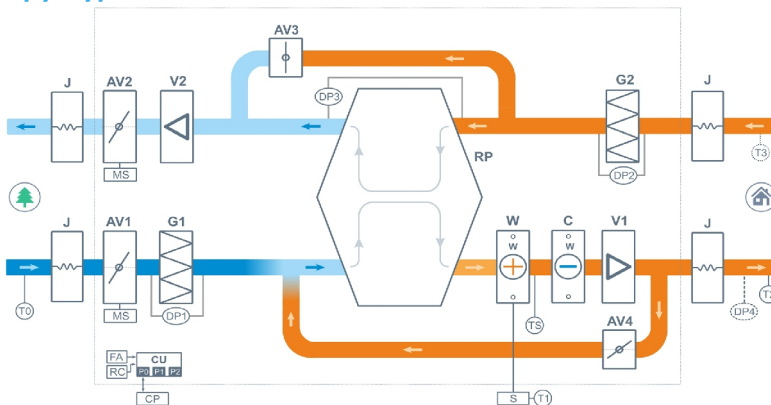 AV3
J
AV2
V2
G2
J
DP3
RP
DP2
T3
MS
J
AV1
G1
W
C
V1
J
W
W
T0
MS
DP1
TS
DP4
AV4
FA
RC
CU
P0 P1 P2
CP
S
T1